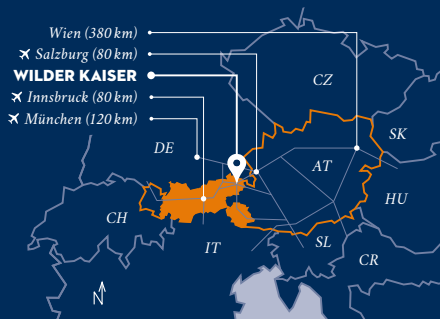 Wien (380 km)
Salzburg (80 km)
WILDER KAISER
Innsbruck (80 km)
München (120 km)
CZ
SK
DE
AT
HU
CH
IT
SL
CR
N